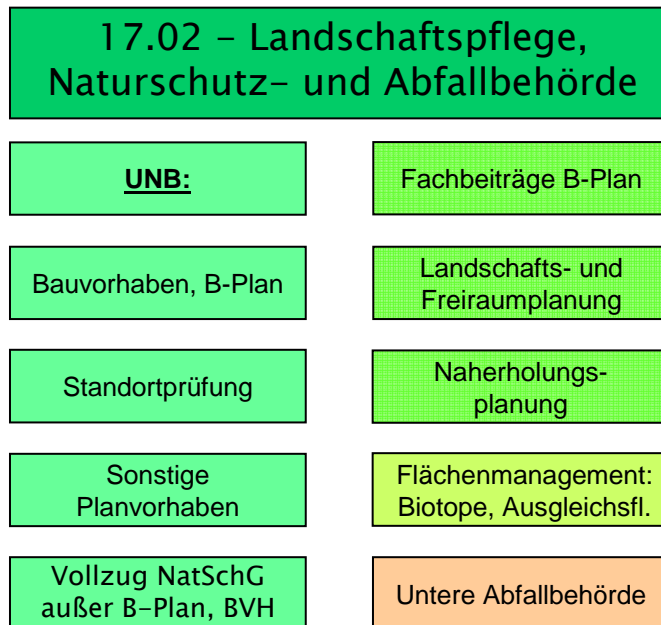 17.02 – Landschaftspflege,
Naturschutz– und Abfallbehörde
UNB:
Bauvorhaben, B-Plan
Standortprüfung
Sonstige
Planvorhaben
Vollzug NatSchG
außer B–Plan, BVH
Fachbeiträge B-Plan
Landschafts- und
Freiraumplanung
Naherholungs-
planung
Flächenmanagement:
Biotope, Ausgleichsfl.
Untere Abfallbehörde